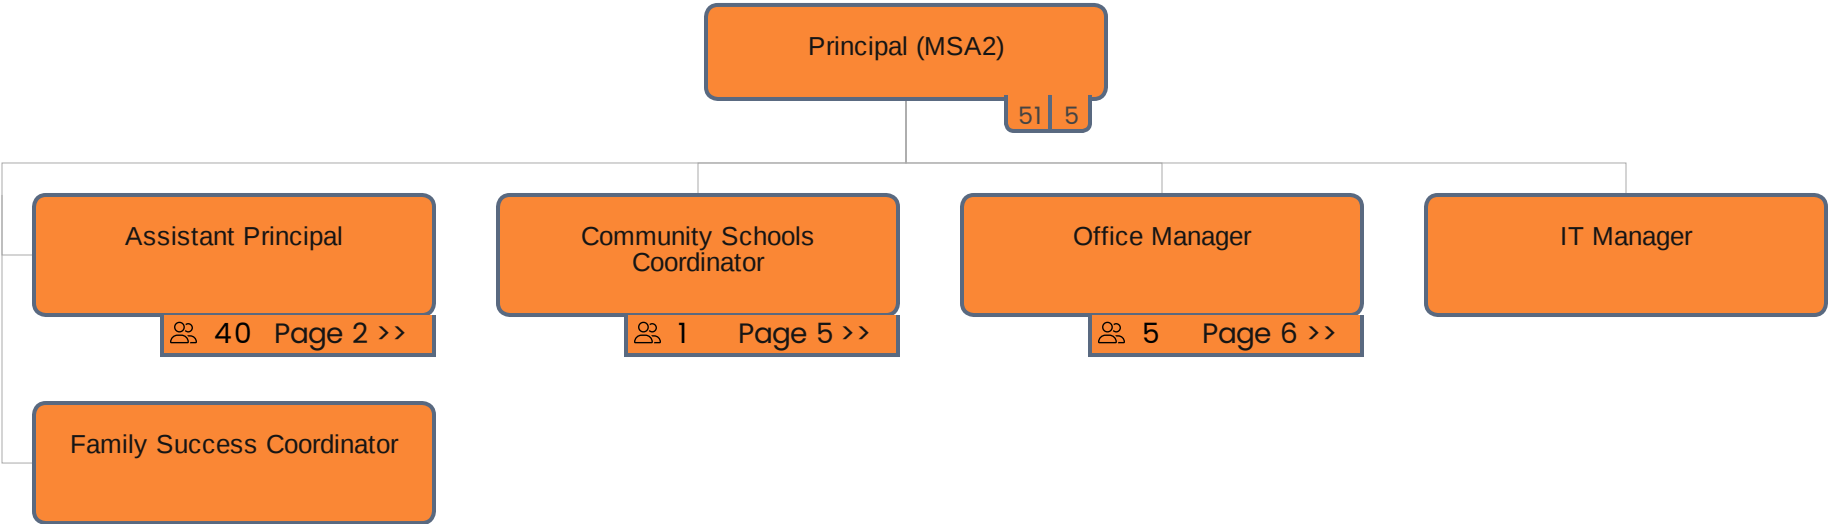 Principal (MSA2)
51 5
Assistant Principal
40 Page 2 >>
Community Schools
Coordinator
1 Page 5 >>
Office Manager
5 Page 6 >>
IT Manager
Family Success Coordinator